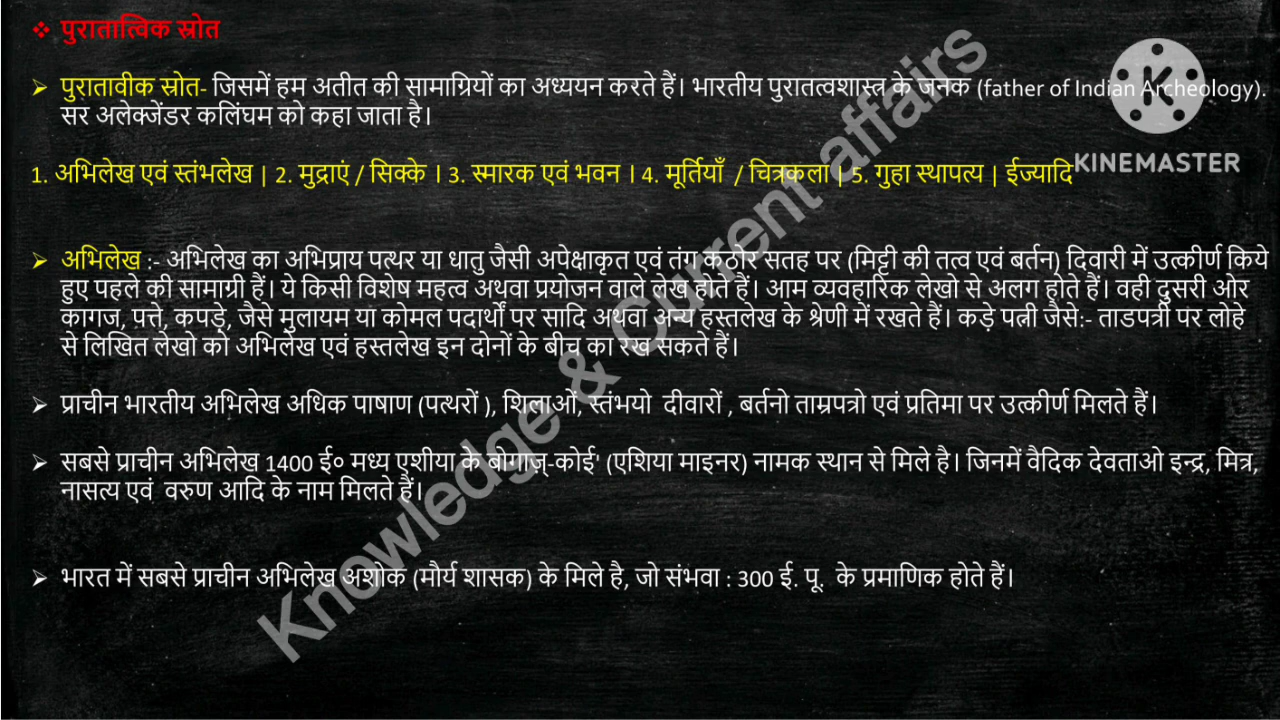 ❖ पुरातात्विक स्रोत
➢ पुरातावीक स्रोत- जिसमें हम अतीत की सामाग्रियों का अध्ययन करते हैं। भारतीय पुरातत्वशास्त्र के जनक (father of Indian Archeology).
सर अलेक्जेंडर कलिंघम को कहा जाता है।
1. अभिलेख एवं स्तंभलेख | 2. मुद्राएं / सिक्के । 3. स्मारक एवं भवन । 4. मूर्तियाँ / चित्रकला | 5. गुहा स्थापत्य | ईज्यादि
KINEMASTER
➢ अभिलेख :- अभिलेख का अभिप्राय पत्थर या धातु जैसी अपेक्षाकृत एवं तंग कठोर सतह पर (मिट्टी की तत्व एवं बर्तन) दिवारी में उत्कीर्ण किये
हुए पहले की सामाग्री हैं। ये किसी विशेष महत्व अथवा प्रयोजन वाले लेख होते हैं। आम व्यवहारिक लेखो से अलग होते हैं। वही दुसरी ओर
कागज, पत्ते, कपड़े, जैसे मुलायम या कोमल पदार्थों पर सादि अथवा अन्य हस्तलेख के श्रेणी में रखते हैं। कड़े पत्नी जैसे:- ताडपत्री पर लोहे
से लिखित लेखो को अभिलेख एवं हस्तलेख इन दोनों के बीच का रख सकते हैं।
➢ प्राचीन भारतीय अभिलेख अधिक पाषाण (पत्थरों ), शिलाओं, स्तंभयो दीवारों , बर्तनो ताम्रपत्रो एवं प्रतिमा पर उत्कीर्ण मिलते हैं।
➢ सबसे प्राचीन अभिलेख 1400 ई० मध्य एशीया के बोगाज़्-कोई' (एशिया माइनर) नामक स्थान से मिले है। जिनमें वैदिक देवताओ इन्द्र, मित्र,
नासत्य एवं वरुण आदि के नाम मिलते हैं।
➢ भारत में सबसे प्राचीन अभिलेख अशोक (मौर्य शासक) के मिले है, जो संभवा : 300 ई. पू. के प्रमाणिक होते हैं।
Knowledge & Current affairs